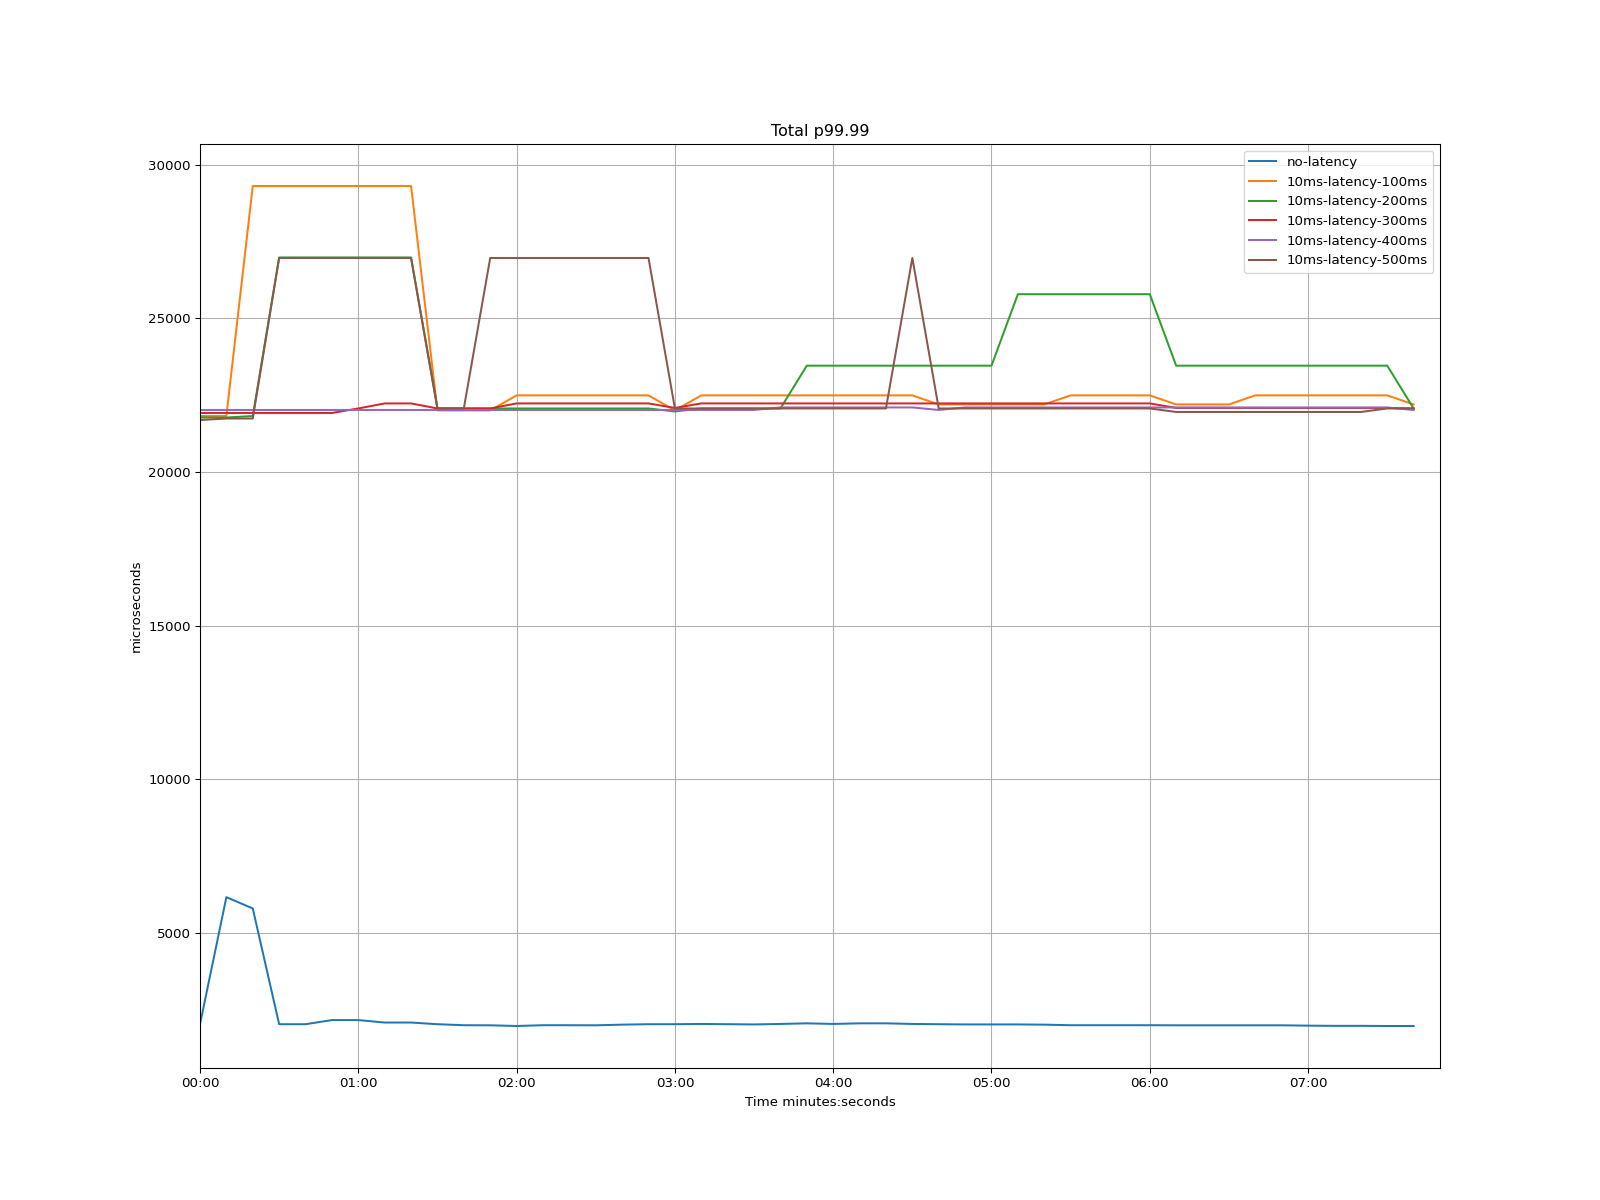 Total p99.99
30000
25000
20000
15000
10000
5000
microseconds
00:00 01:00 02:00 03:00 04:00 05:00 06:00 07:00
Time minutes:seconds
no-latency
10ms-latency-100ms
10ms-latency-200ms
10ms-latency-300ms
10ms-latency-400ms
10ms-latency-500ms